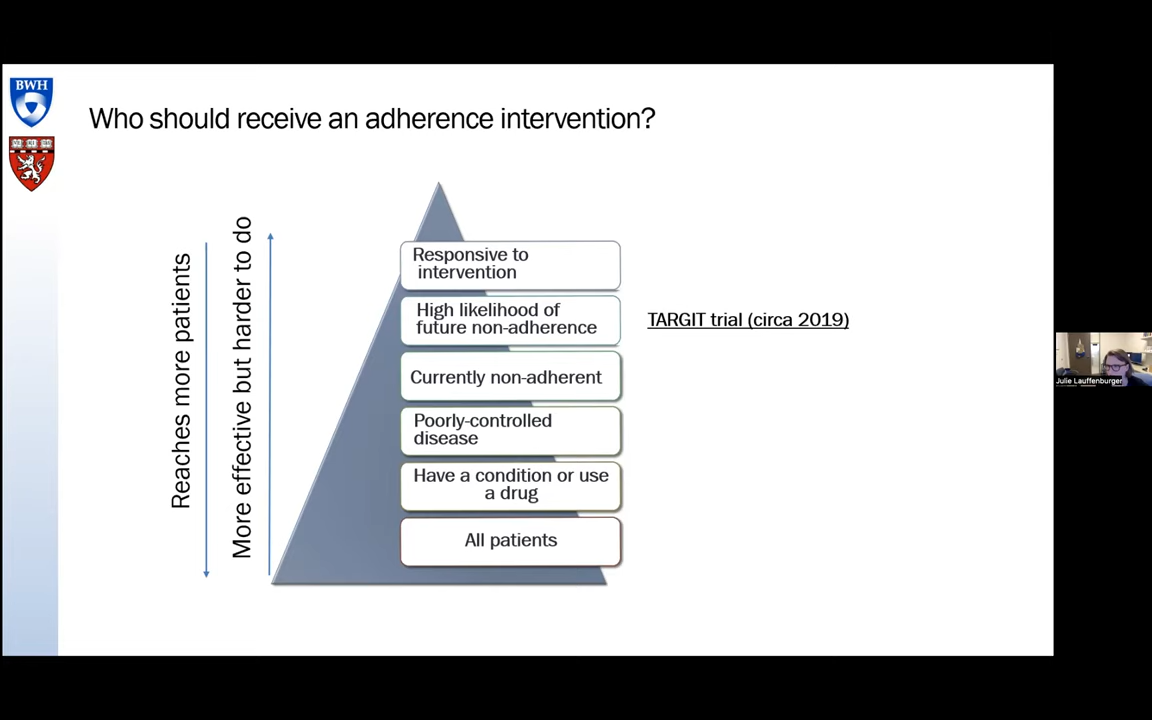 BWH
Who should receive an adherence intervention?
Reaches more patients
More effective but harder to do
Responsive to
intervention
High likelihood of
future non-adherence
TARGIT trial (circa 2019)
Currently non-adherent
Poorly-controlled
disease
Have a condition or use
a drug
All patients
Julie Lauffenburger